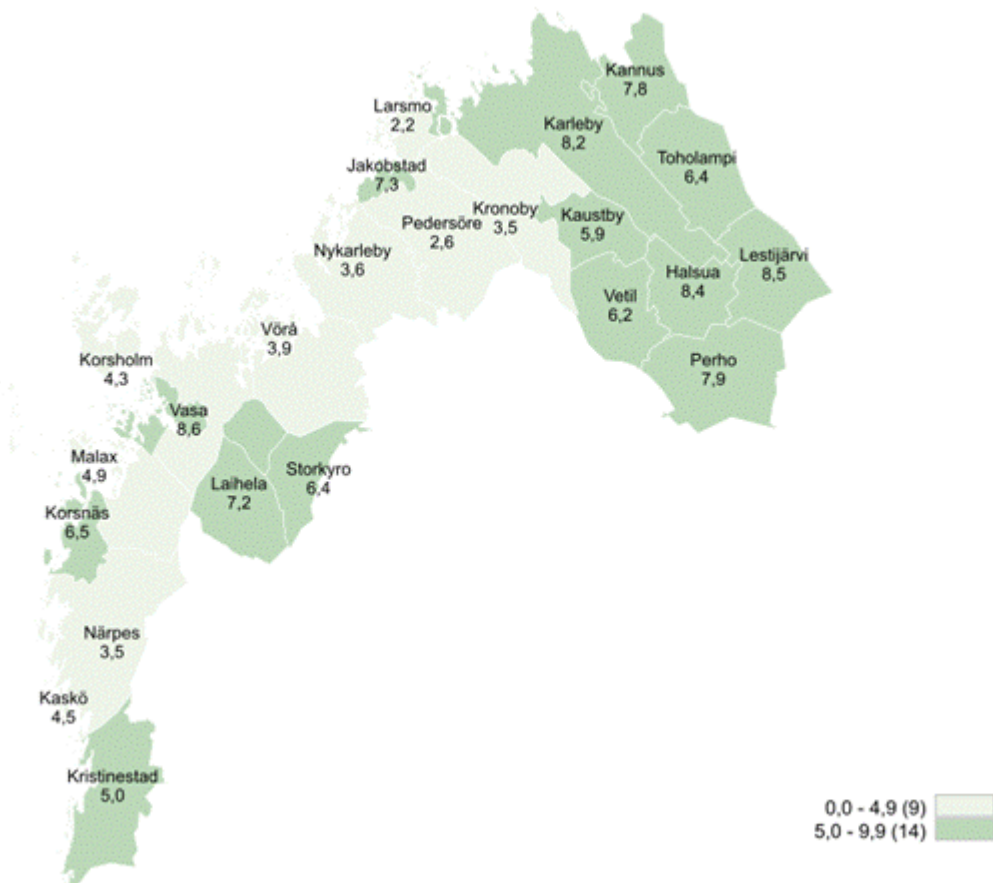 Kannus
7,8
Larsmo
2,2
Karleby
8,2
Toholampi
6,4
Jakobstad
7,3
Kronoby
3,5
Kaustby
5,9
Pedersöre
2,6
Nykarleby
3,6
Lestijärvi
8,5
Halsua
8,4
Vetil
6,2
Vörå
3,9
Korsholm
4,3
Perho
7,9
Vasa
8,6
Malax
4,9
Storkyro
6,4
Laihela
7,2
Korsnäs
6,5
Närpes
3,5
Kaskö
4,5
Kristinestad
5,0
0,0 - 4,9 (9)
5,0 - 9,9 (14)